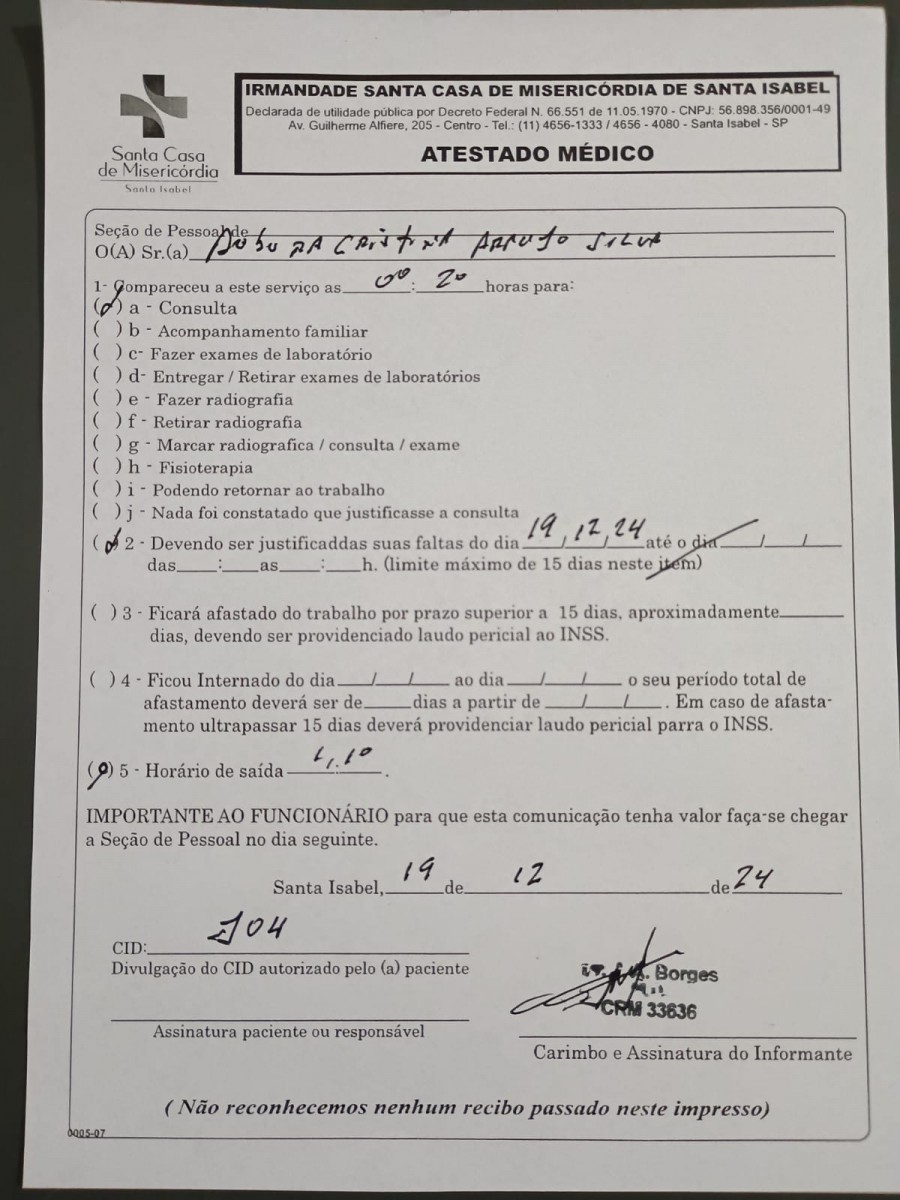 Santa Casa
de Misericórdia
Santa Isabel
IRMANDADE SANTA CASA DE MISERICÓRDIA DE SANTA ISABEL
Declarada de utilidade pública por Decreto Federal N. 66.551 de 11.05.1970 - CNPJ: 56.898.356/0001-49
Av. Guilherme Alfiere, 205 - Centro - Tel.: (11) 4656-1333 / 4656 - 4080 - Santa Isabel - SP
ATESTADO MÉDICO
Seção de Pessoal de
O(A) Sr.(a) CRISTINA ARAUJO SILVA
1- Compareceu a este serviço as 00:20 horas para:
( ) a - Consulta
( ) b - Acompanhamento familiar
( ) c- Fazer exames de laboratório
( ) d- Entregar / Retirar exames de laboratórios
( ) e - Fazer radiografia
( ) f - Retirar radiografia
( ) g - Marcar radiografica / consulta / exame
( ) h - Fisioterapia
( ) i - Podendo retornar ao trabalho
( ) j - Nada foi constatado que justificasse a consulta
( ) 2 - Devendo ser justificaddas suas faltas do dia 19/12/24 até o dia / /
das : as : h. (limite máximo de 15 dias neste item)
( ) 3 - Ficará afastado do trabalho por prazo superior a 15 dias, aproximadamente
dias, devendo ser providenciado laudo pericial ao INSS.
( ) 4 - Ficou Internado do dia / / ao dia / / o seu período total de
afastamento deverá ser de dias a partir de / / . Em caso de afasta-
mento ultrapassar 15 dias deverá providenciar laudo pericial parra o INSS.
( ) 5 - Horário de saída .
IMPORTANTE AO FUNCIONÁRIO para que esta comunicação tenha valor faça-se chegar
a Seção de Pessoal no dia seguinte.
Santa Isabel, 19 de 12 de 24
CID: J04
Divulgação do CID autorizado pelo (a) paciente
Borges
CRM 33636
Assinatura paciente ou responsável
Carimbo e Assinatura do Informante
( Não reconhecemos nenhum recibo passado neste impresso)
0005-07